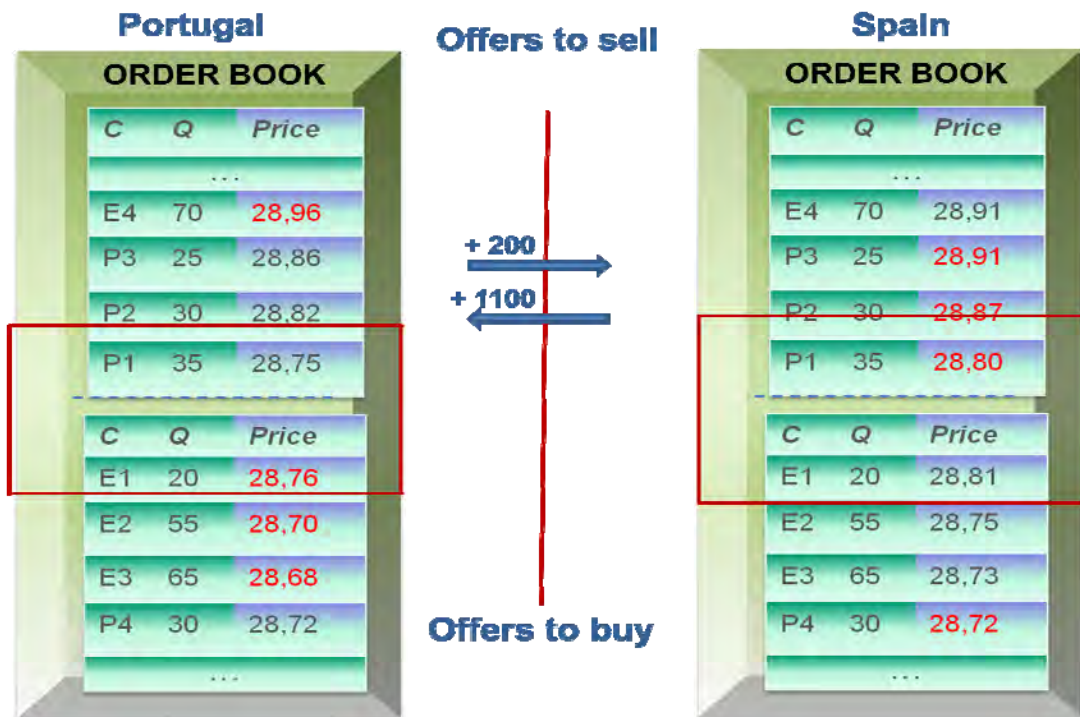 Portugal
Offers to sell
Spain
ORDER BOOK
C Q Price
...
E4 70 28,96
P3 25 28,86
P2 30 28,82
P1 35 28,75
C Q Price
E1 20 28,76
E2 55 28,70
E3 65 28,68
P4 30 28,72
...
+ 200
+ 1100
Offers to buy
ORDER BOOK
C Q Price
...
E4 70 28,91
P3 25 28,91
P2 30 28,87
P1 35 28,80
C Q Price
E1 20 28,81
E2 55 28,75
E3 65 28,73
P4 30 28,72
...